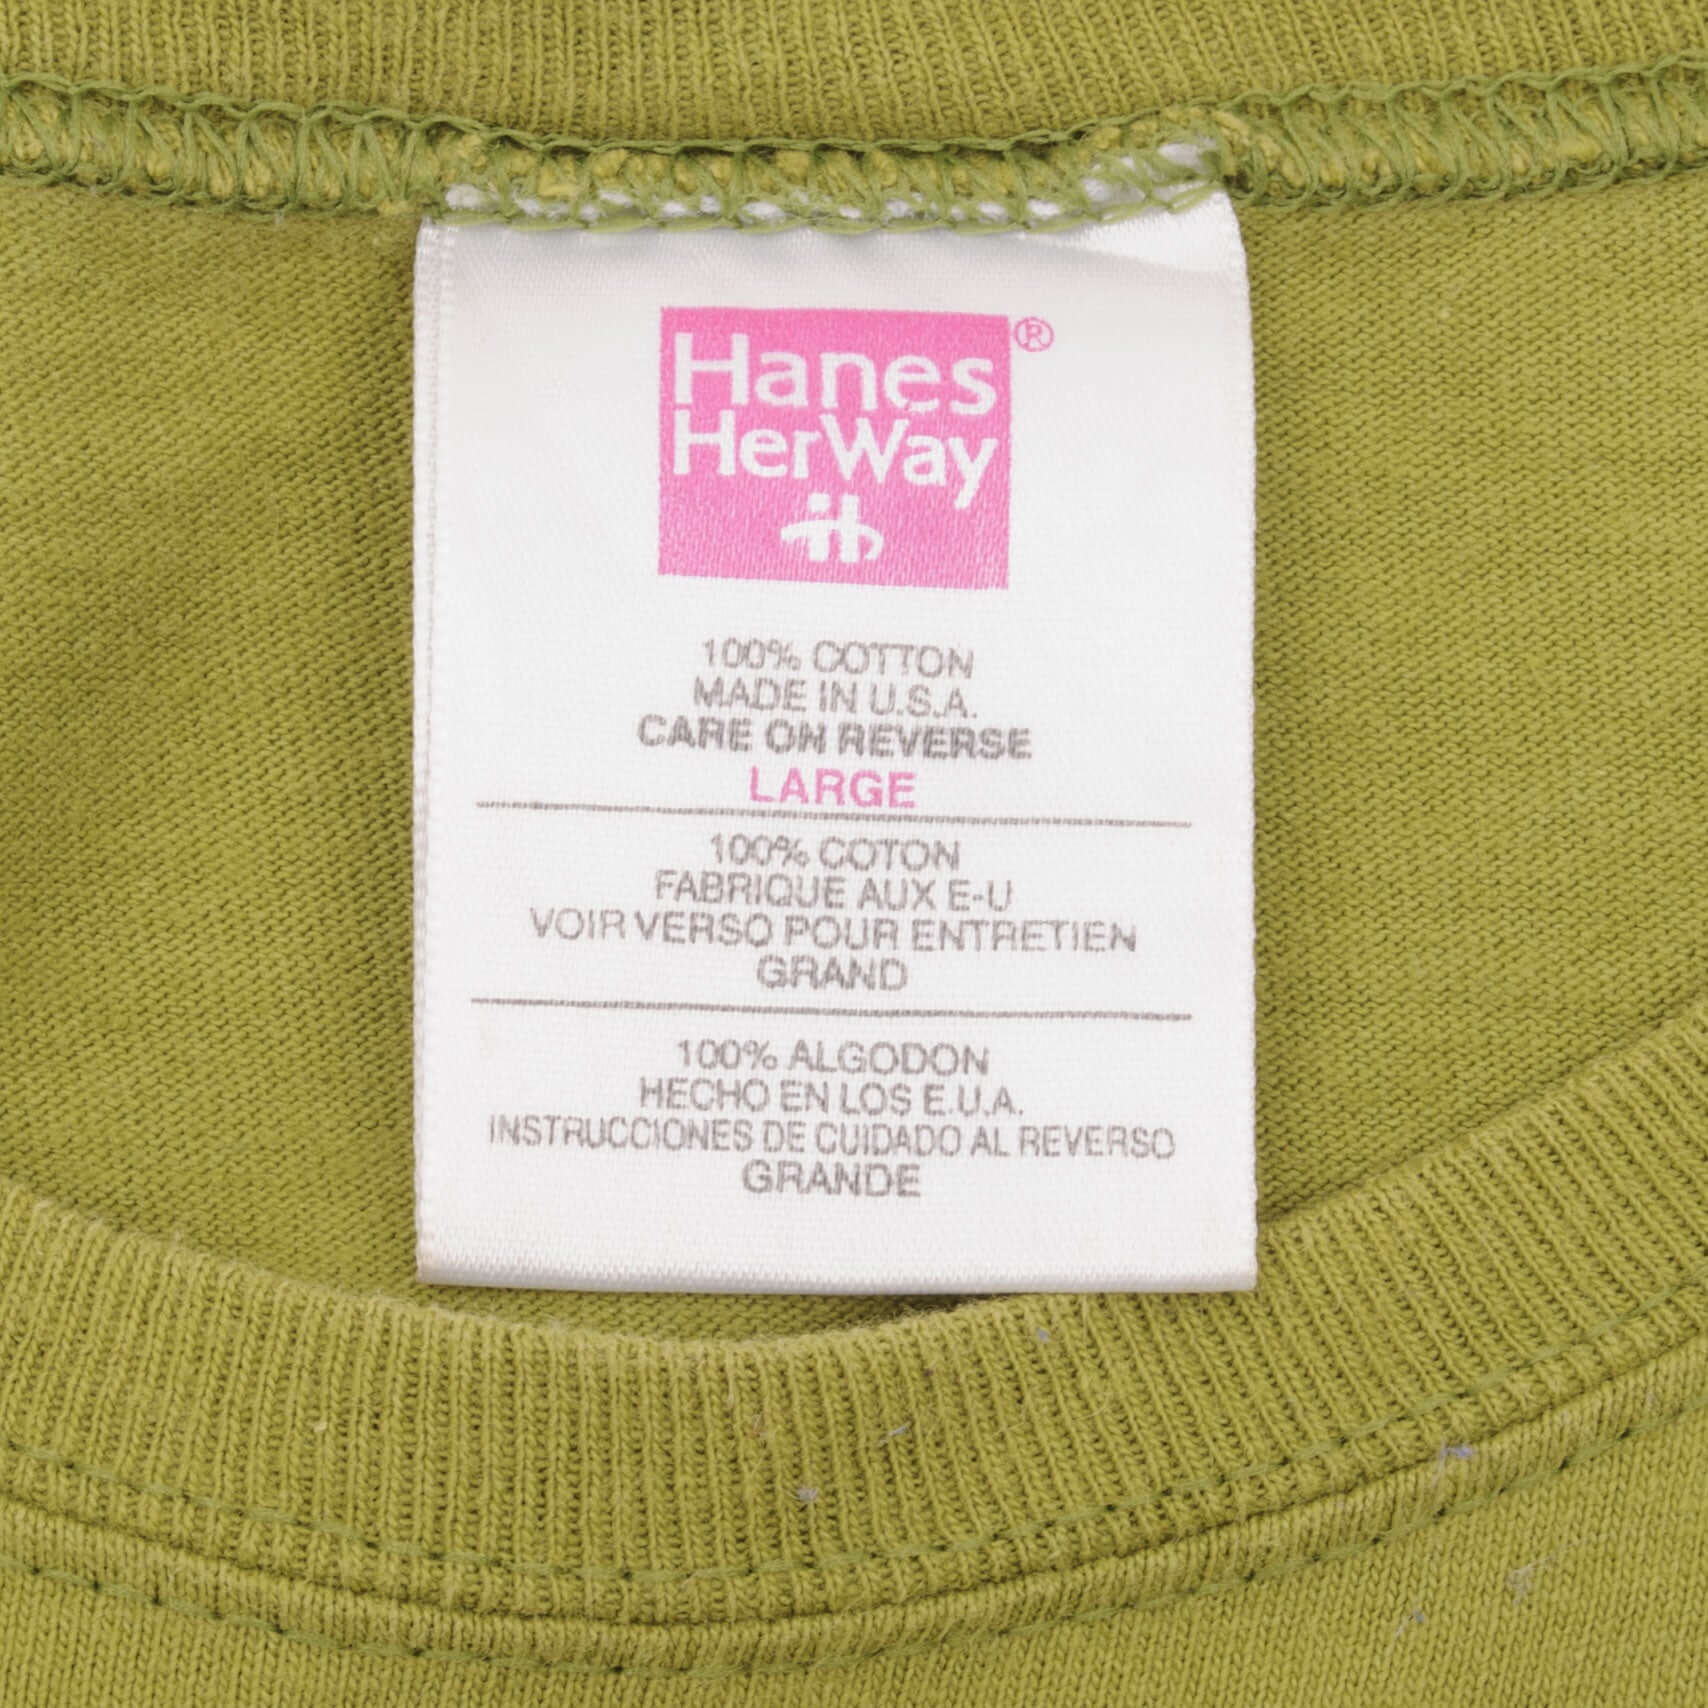 Hanes®
HerWay
100% COTTON
MADE IN U.S.A.
CARE ON REVERSE
LARGE
100% COTON
FABRIQUE AUX E-U
VOIR VERSO POUR ENTRETIEN
GRAND
100% ALGODON
HECHO EN LOS E.U.A.
INSTRUCCIONES DE CUIDADO AL REVERSO
GRANDE